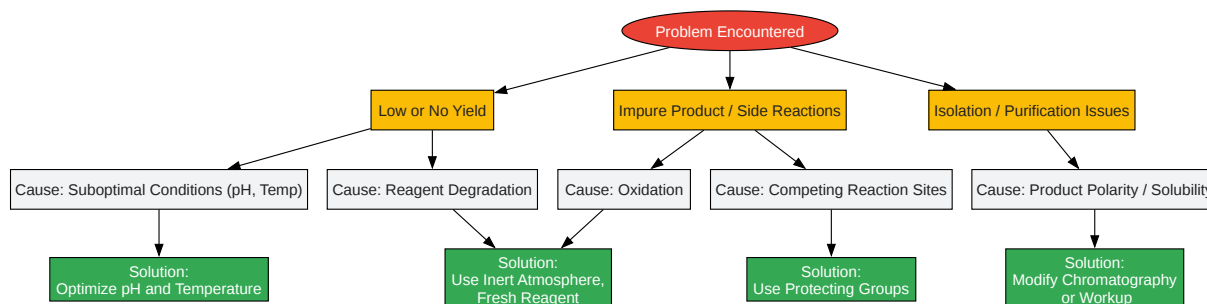 Problem Encountered
Low or No Yield
Impure Product / Side Reactions
Isolation / Purification Issues
Cause: Suboptimal Conditions (pH, Temp)
Cause: Reagent Degradation
Cause: Oxidation
Cause: Competing Reaction Sites
Cause: Product Polarity / Solubility
Solution:
Optimize pH and Temperature
Solution:
Use Inert Atmosphere,
Fresh Reagent
Solution:
Use Protecting Groups
Solution:
Modify Chromatography
or Workup